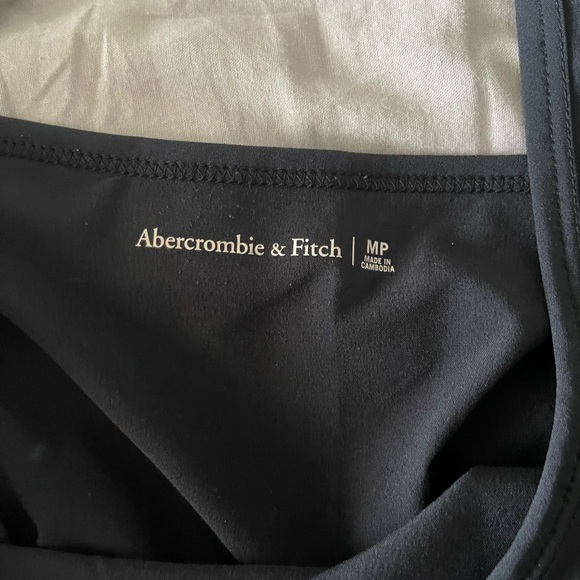 Abercrombie & Fitch | MP
MADE IN
CAMBODIA